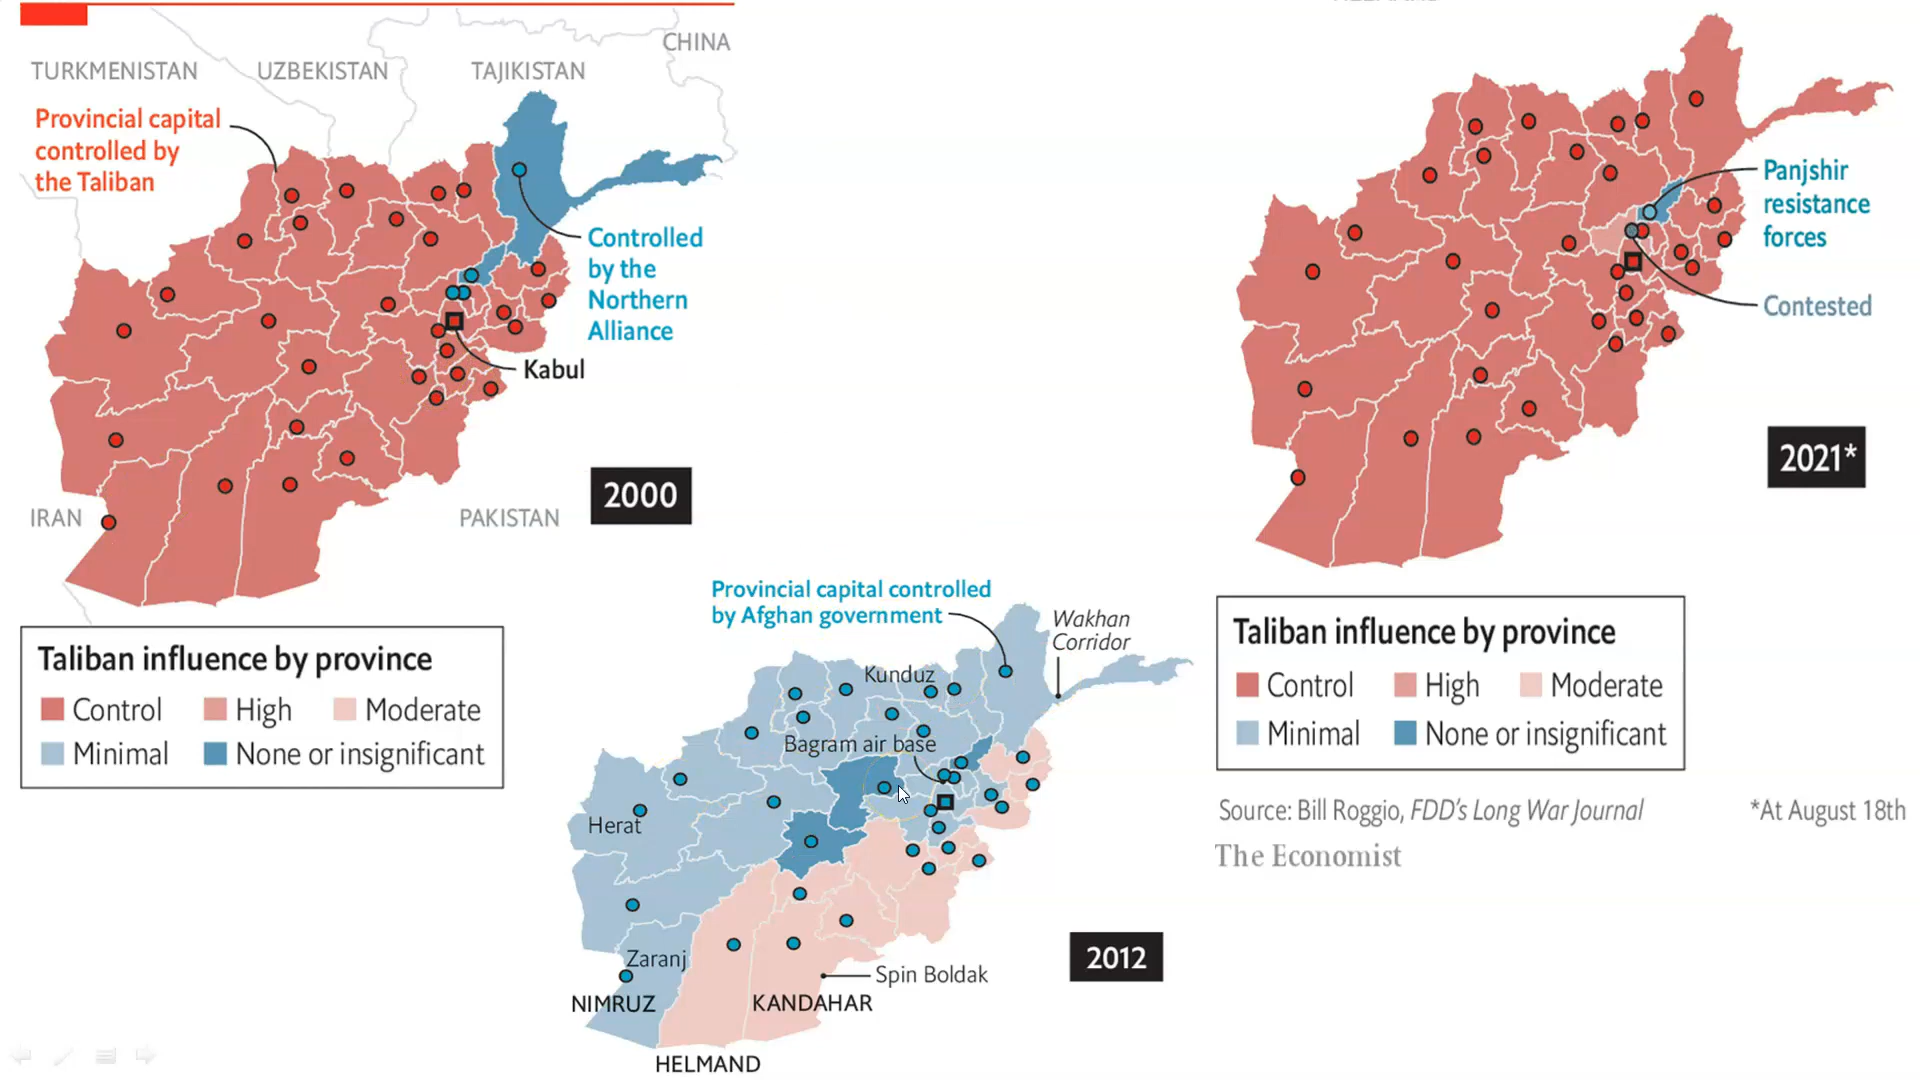 CHINA
TURKMENISTAN
UZBEKISTAN
TAJIKISTAN
Provincial capital
controlled by
the Taliban
Controlled
by the
Northern
Alliance
Kabul
2000
IRAN
PAKISTAN
Taliban influence by province
Control
High
Moderate
Minimal
None or insignificant
Provincial capital controlled
by Afghan government
Wakhan
Corridor
Kunduz
Bagram air base
Herat
Zaranj
Spin Boldak
NIMRUZ
KANDAHAR
HELMAND
2012
Panjshir
resistance
forces
Contested
2021*
Taliban influence by province
Control
High
Moderate
Minimal
None or insignificant
Source: Bill Roggio, FDD's Long War Journal
*At August 18th
The Economist